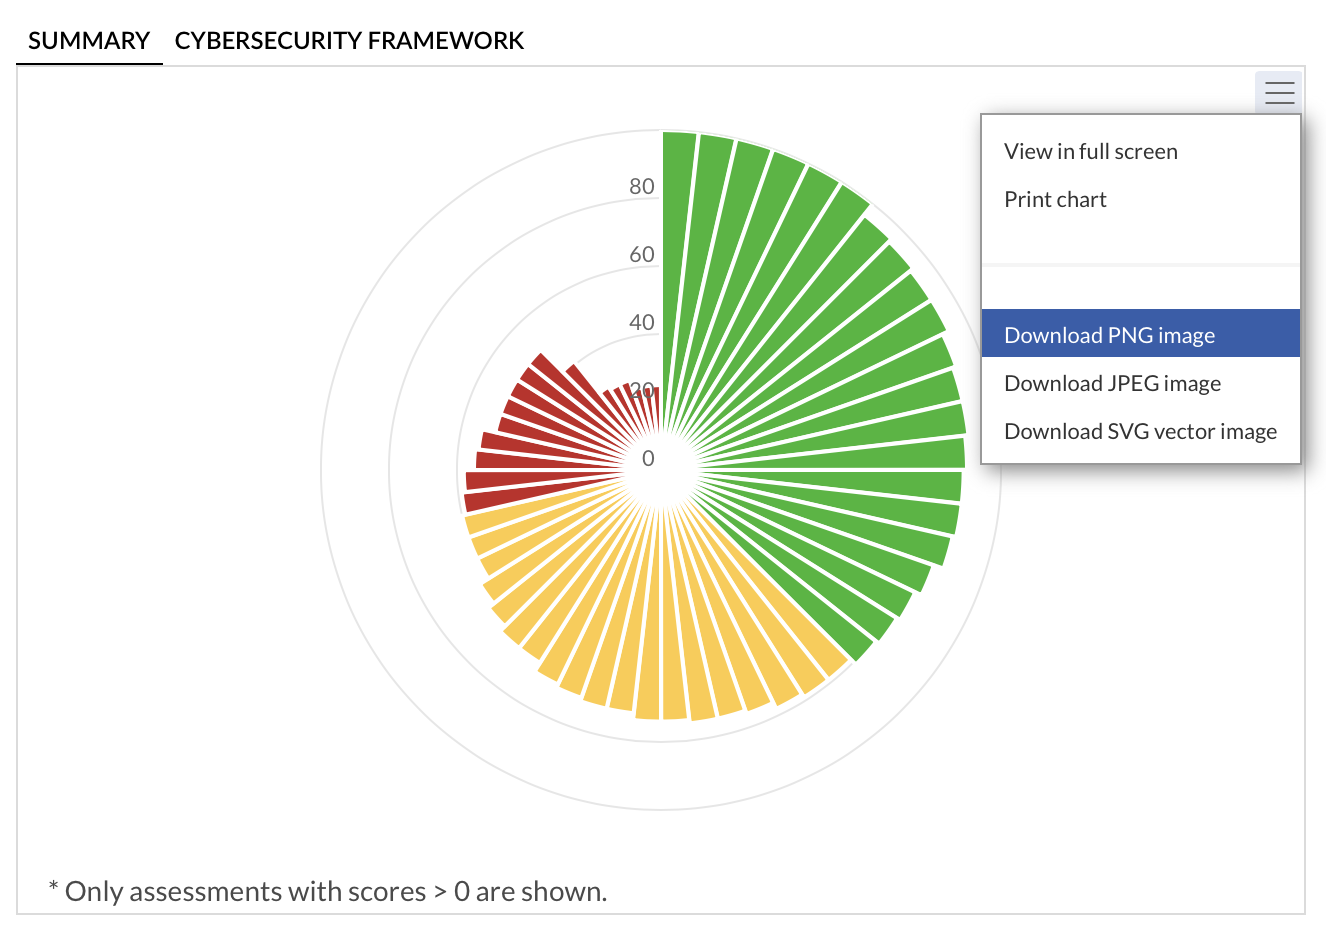 SUMMARY CYBERSECURITY FRAMEWORK
View in full screen
Print chart
Download PNG image
Download JPEG image
Download SVG vector image
80
60
40
20
0
* Only assessments with scores > 0 are shown.